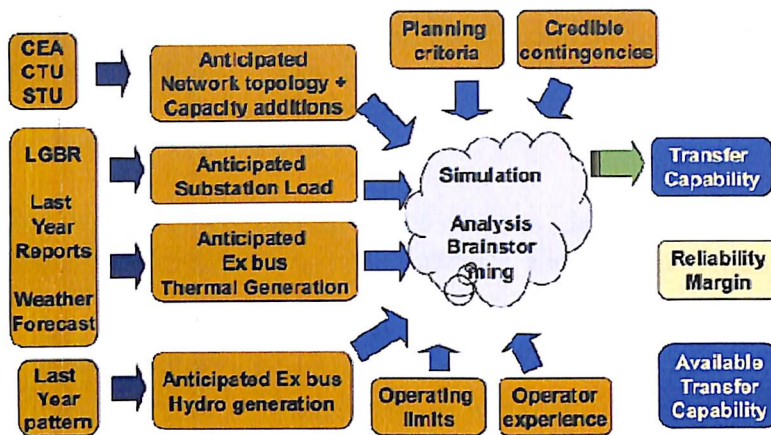 CEA
CTU
STU
Anticipated
Network topology +
Capacity additions
Planning
criteria
Credible
contingencies
LGBR
Last
Year
Reports
Weather
Forecast
Anticipated
Substation Load
Anticipated
Ex bus
Thermal Generation
Simulation
Analysis
Brainstor
ming
Transfer
Capability
Reliability
Margin
Last
Year
pattern
Anticipated Ex bus
Hydro generation
Operating
limits
Operator
experience
Available
Transfer
Capability